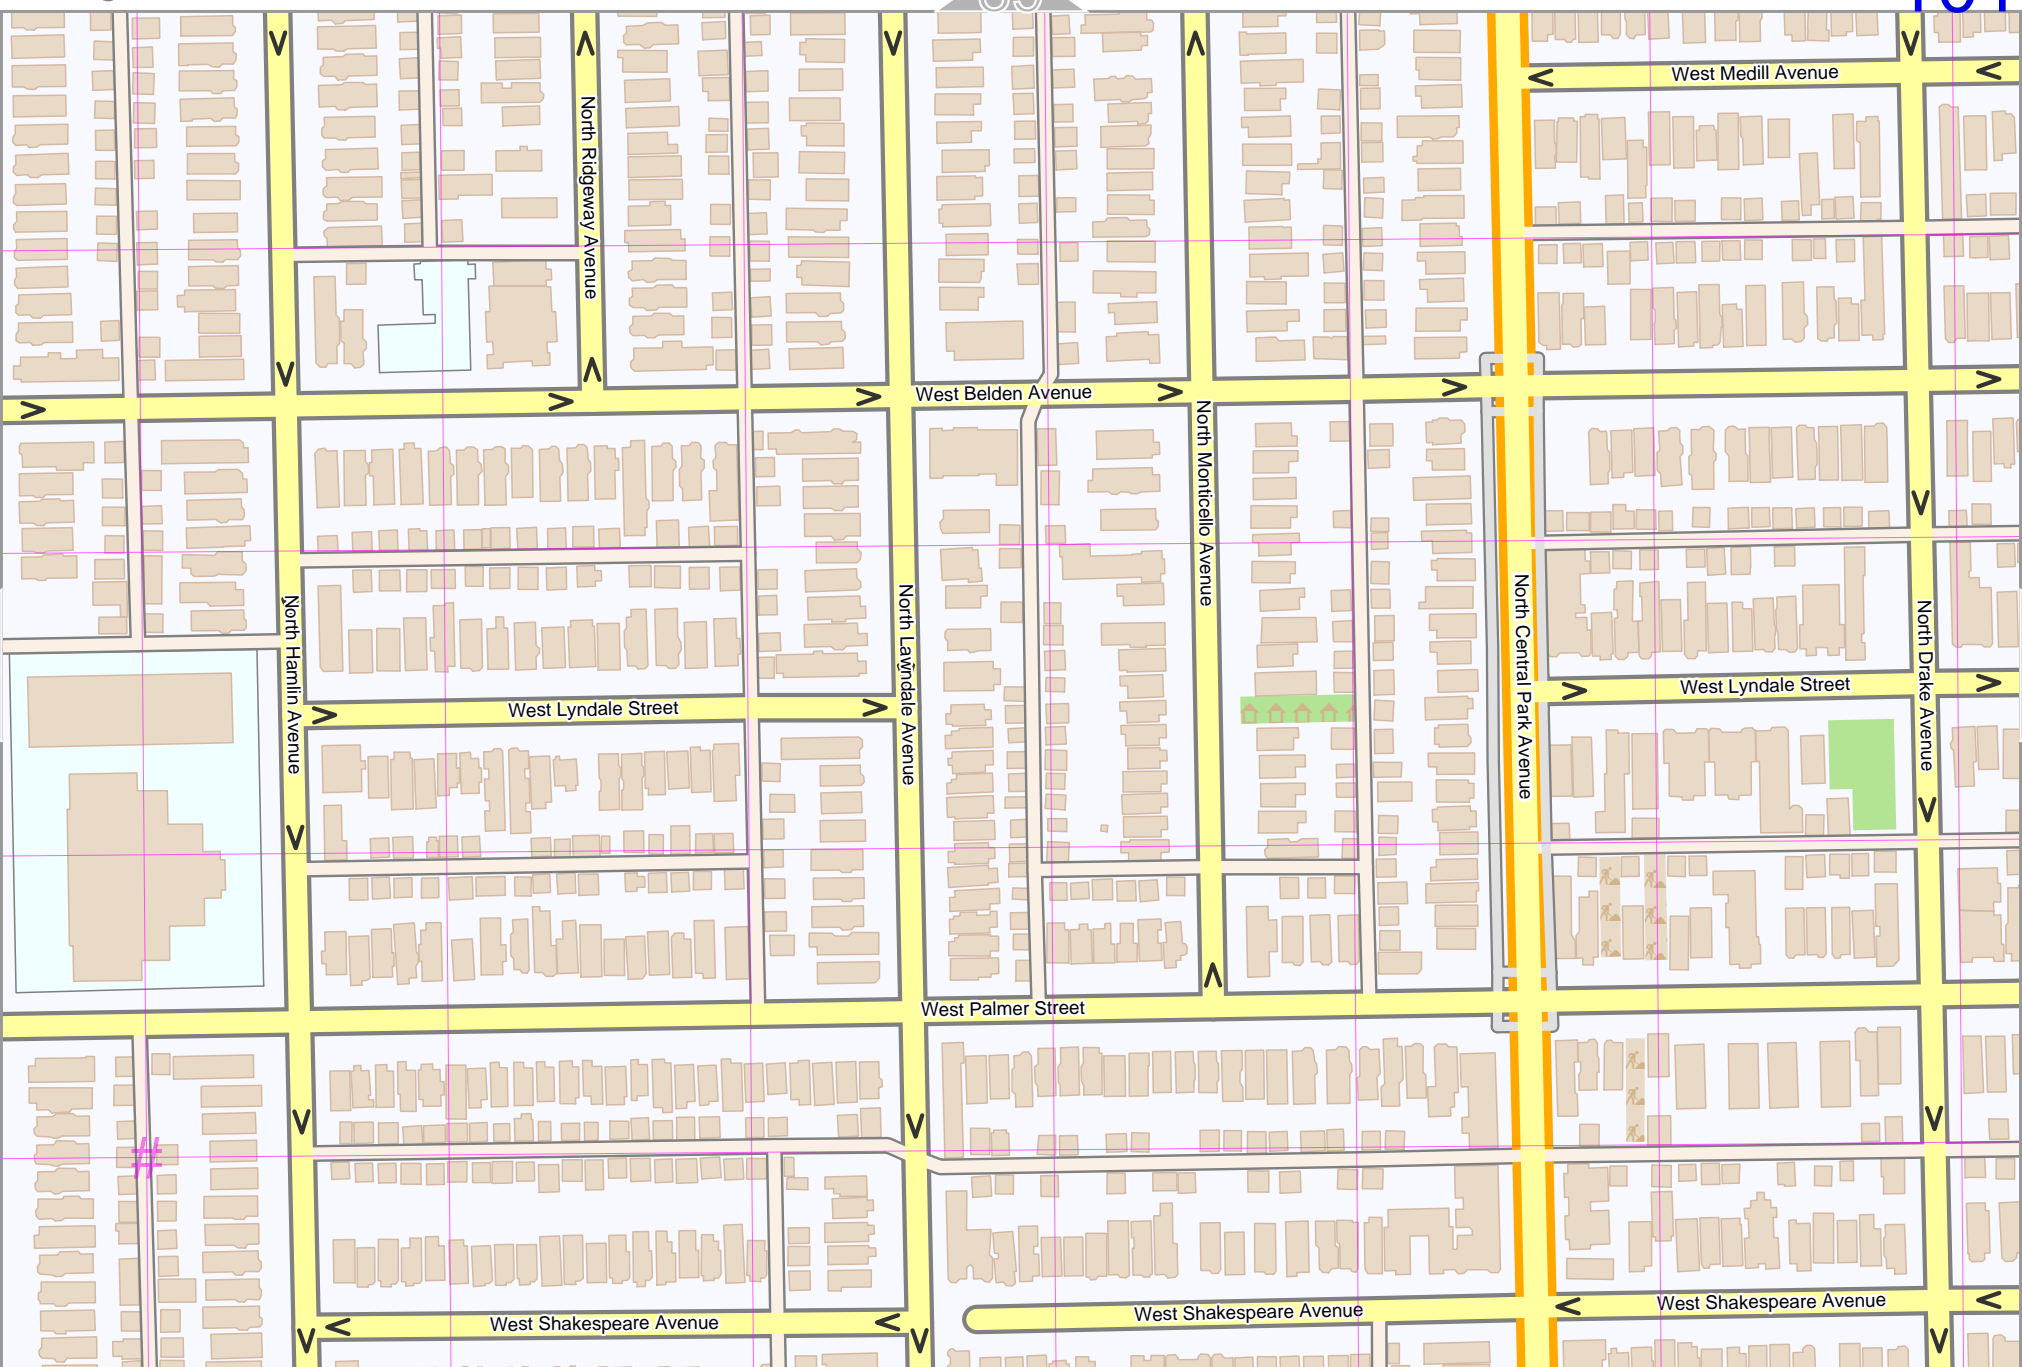 West Medill Avenue
North Ridgeway Avenue
West Belden Avenue
North Monticello Avenue
North Hamlin Avenue
North Lawndale Avenue
North Central Park Avenue
North Drake Avenue
West Lyndale Street
West Lyndale Street
West Palmer Street
#
West Shakespeare Avenue
West Shakespeare Avenue
West Shakespeare Avenue